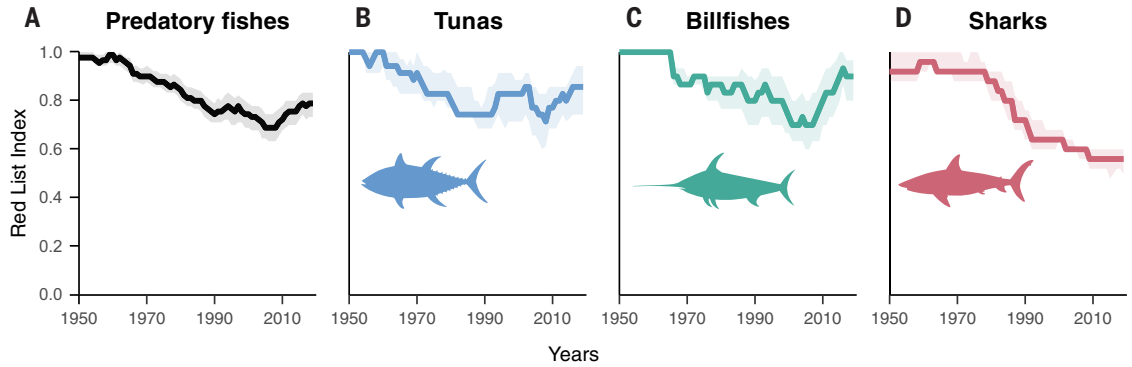 A Predatory fishes
B Tunas
C Billfishes
D Sharks
Red List Index
1.0
0.8
0.6
0.4
0.2
0.0
1950 1970 1990 2010
1950 1970 1990 2010
1950 1970 1990 2010
1950 1970 1990 2010
Years